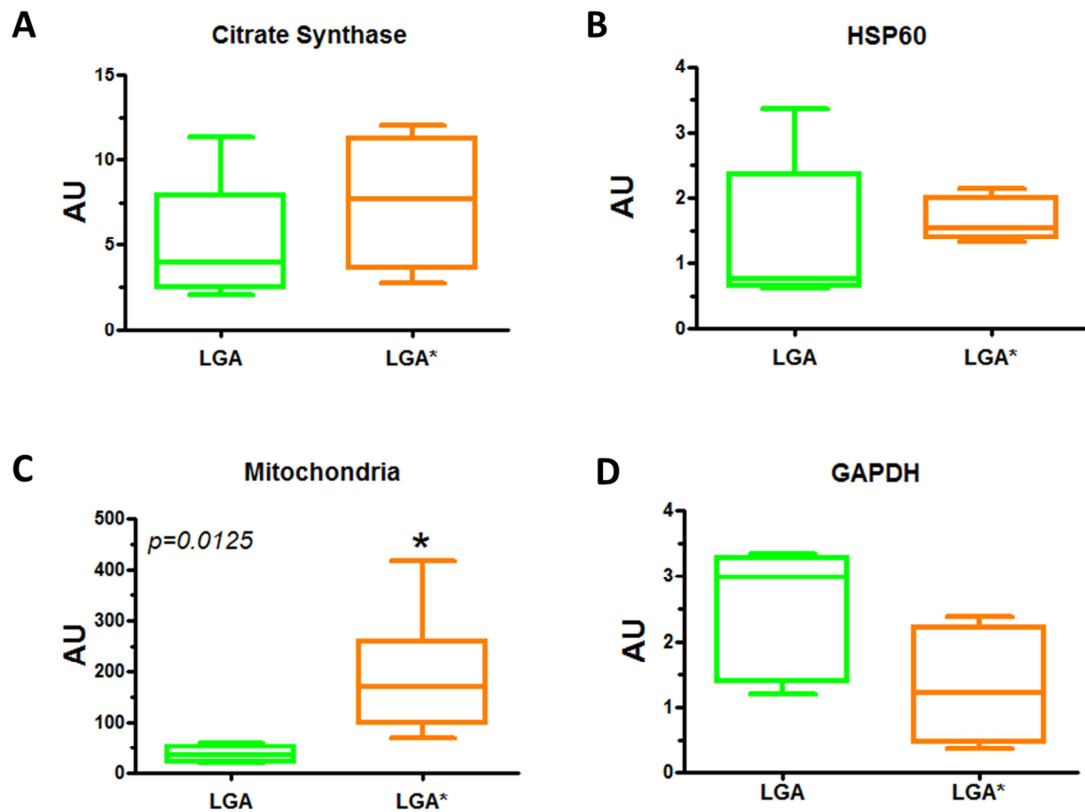 A
Citrate Synthase
15
10
5
0
AU
LGA
LGA*
B
HSP60
4
3
2
1
0
AU
LGA
LGA*
C
Mitochondria
500
400
300
200
100
0
AU
p=0.0125
*
LGA
LGA*
D
GAPDH
4
3
2
1
0
AU
LGA
LGA*